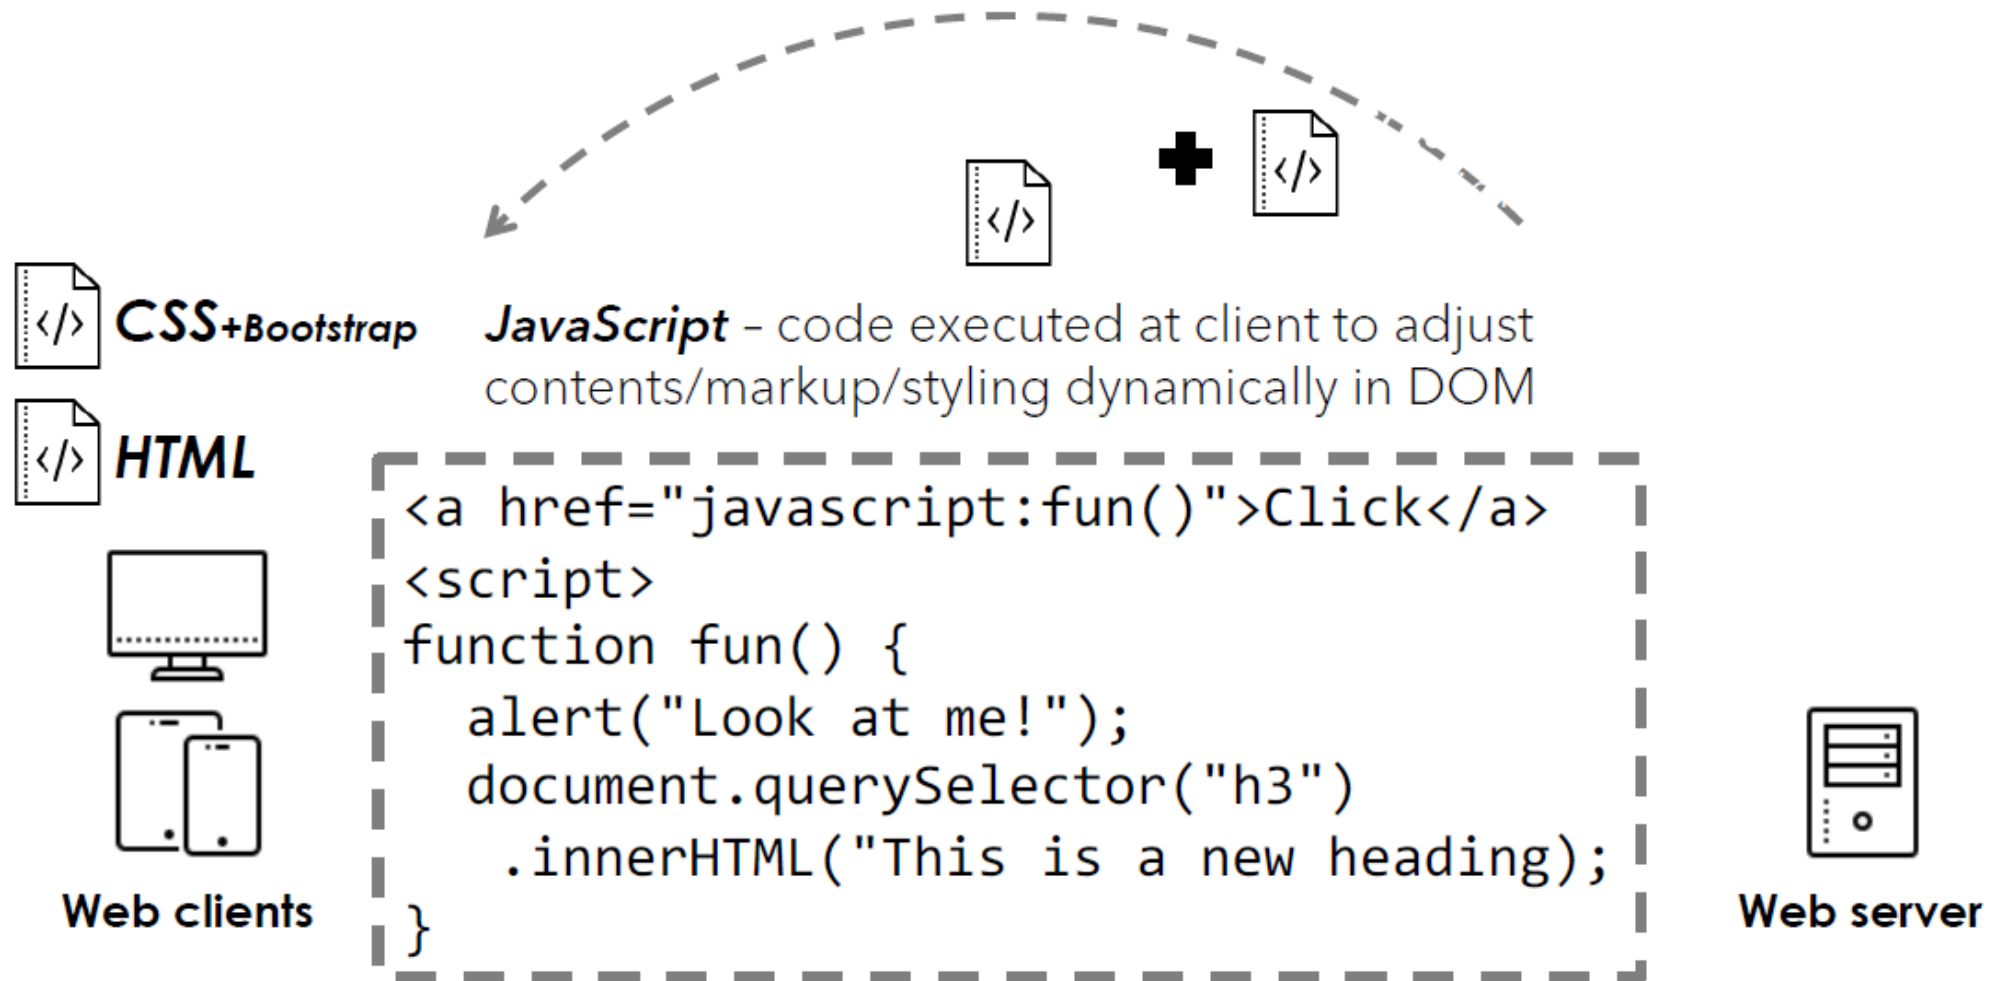 </>
</>
</> CSS+Bootstrap
JavaScript – code executed at client to adjust
contents/markup/styling dynamically in DOM
</> HTML
<a href="javascript:fun()">Click</a>
<script>
function fun() {
  alert("Look at me!");
  document.querySelector("h3")
   .innerHTML("This is a new heading);
}
Web clients
Web server